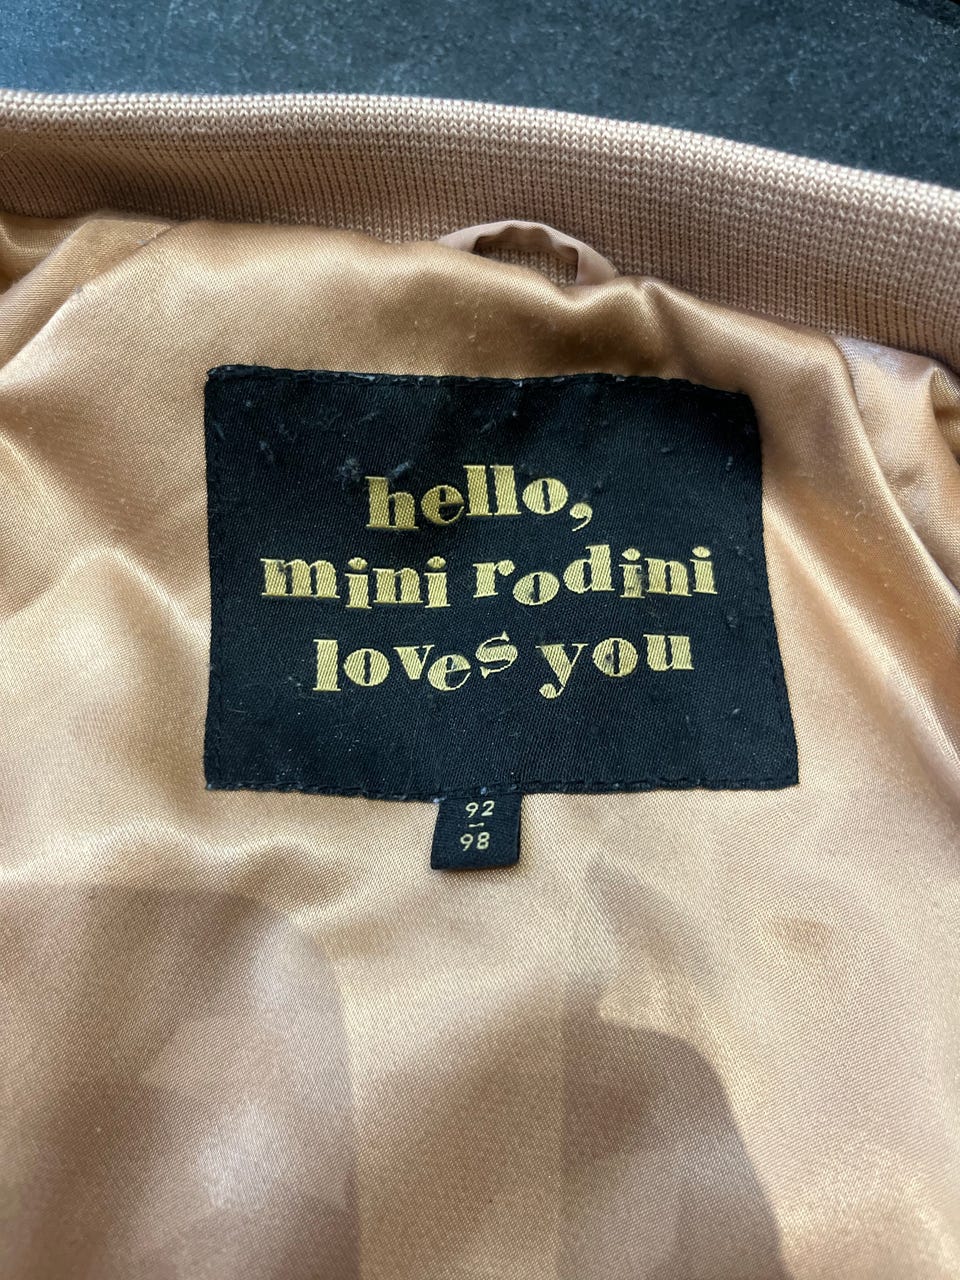 hello,
mini rodini
loves you
92
98